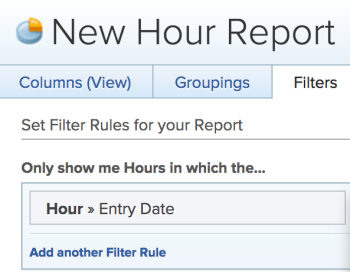 New Hour Report
Columns (View) Groupings Filters
Set Filter Rules for your Report
Only show me Hours in which the...
Hour » Entry Date
Add another Filter Rule